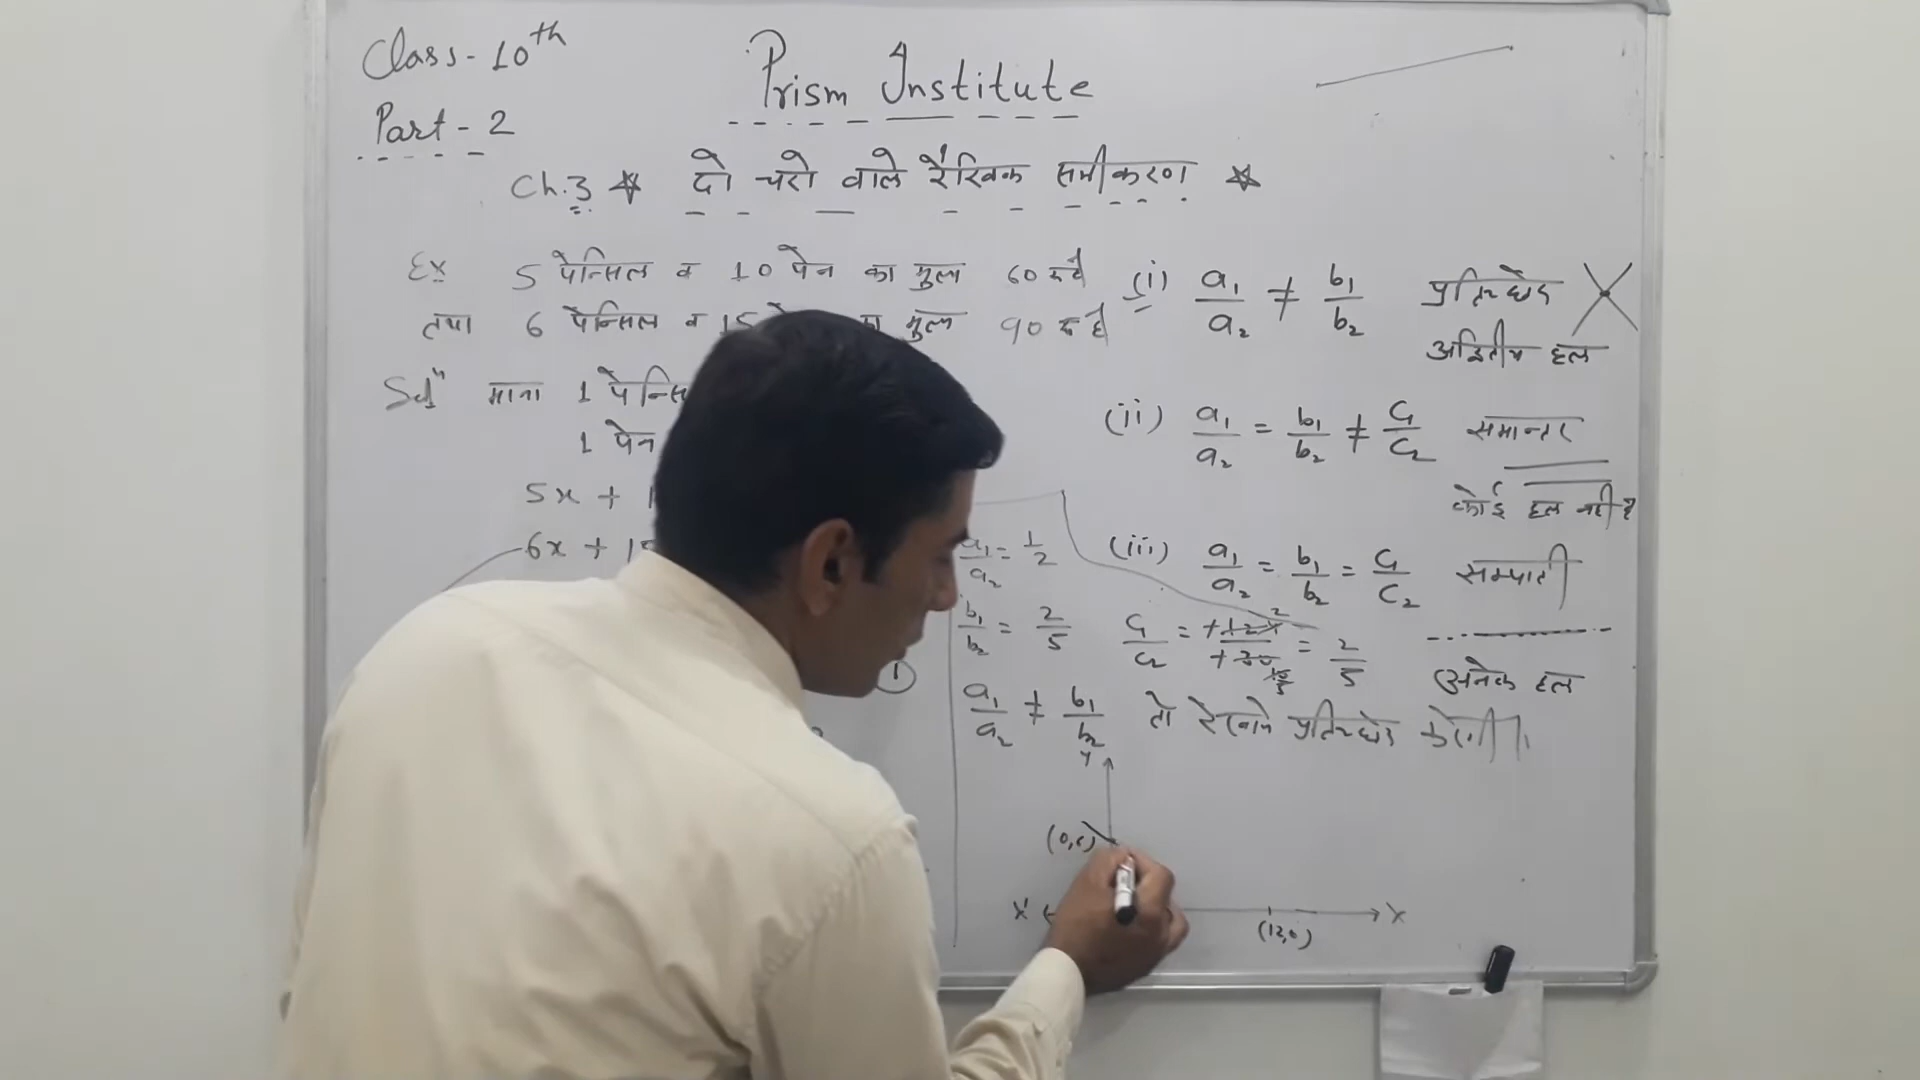 Class-10th
Part-2
Prism Institute
Ch.3 दो चरो वाले रैखिक समीकरण
Ex 5 पेन्सिल व 10 पेन का मुल्य 60 रू है
तथा 6 पेन्सिल व 15 मुल्य 90 रू है
Sol" माना 1 पेन्सि
1 पेन
5x +
6x +
(i) a₁/a₂ ≠ b₁/b₂ प्रतिच्छेद
अद्वितीय हल
(ii) a₁/a₂ = b₁/b₂ ≠ C₁/C₂ समान्तर
कोई हल नही है
(iii) a₁/a₂ = b₁/b₂ = C₁/C₂ सम्पाती
अनेक हल
a₁/a₂ = 1/2
b₁/b₂ = 2/5 C₁/C₂ = = 2/5
a₁/a₂ ≠ b₁/b₂ तो रेखाये प्रतिच्छेद करेगी।
①
Y
X' X
(12,0)